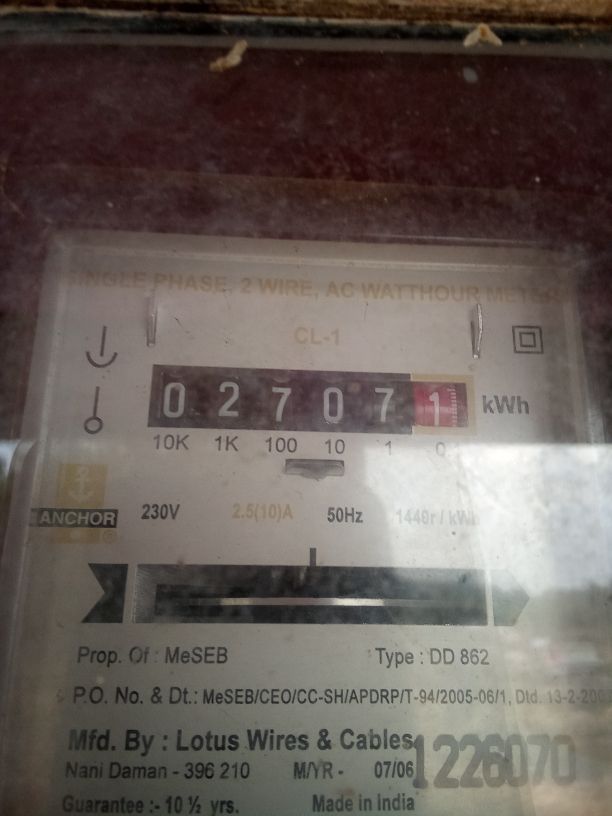 SINGLE PHASE, 2 WIRE, AC WATTHOUR METER
CL-1
0 2 7 0 7 1 kWh
10K 1K 100 10 1
ANCHOR ®
230V 2.5(10)A 50Hz
Prop. Of : MeSEB Type : DD 862
P.O. No. & Dt.: MeSEB/CEO/CC-SH/APDRP/T-94/2005-06/1, Dtd. 13-2-
Mfd. By : Lotus Wires & Cables
Nani Daman - 396 210 M/YR - 07/06 1226070
Guarantee :- 10 ½ yrs. Made in India